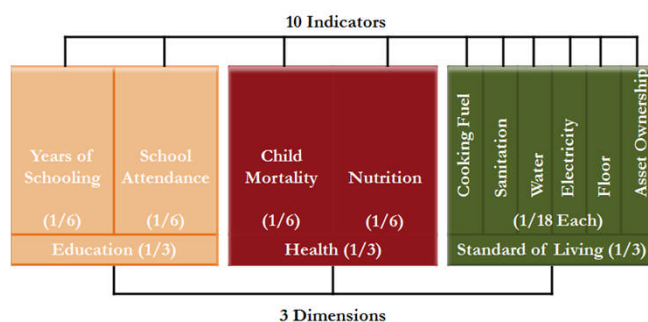 10 Indicators
Years of
Schooling
(1/6)
School
Attendance
(1/6)
Education (1/3)
Child
Mortality
(1/6)
Nutrition
(1/6)
Health (1/3)
Cooking Fuel
Sanitation
Water
Electricity
Floor
Asset Ownership
(1/18 Each)
Standard of Living (1/3)
3 Dimensions